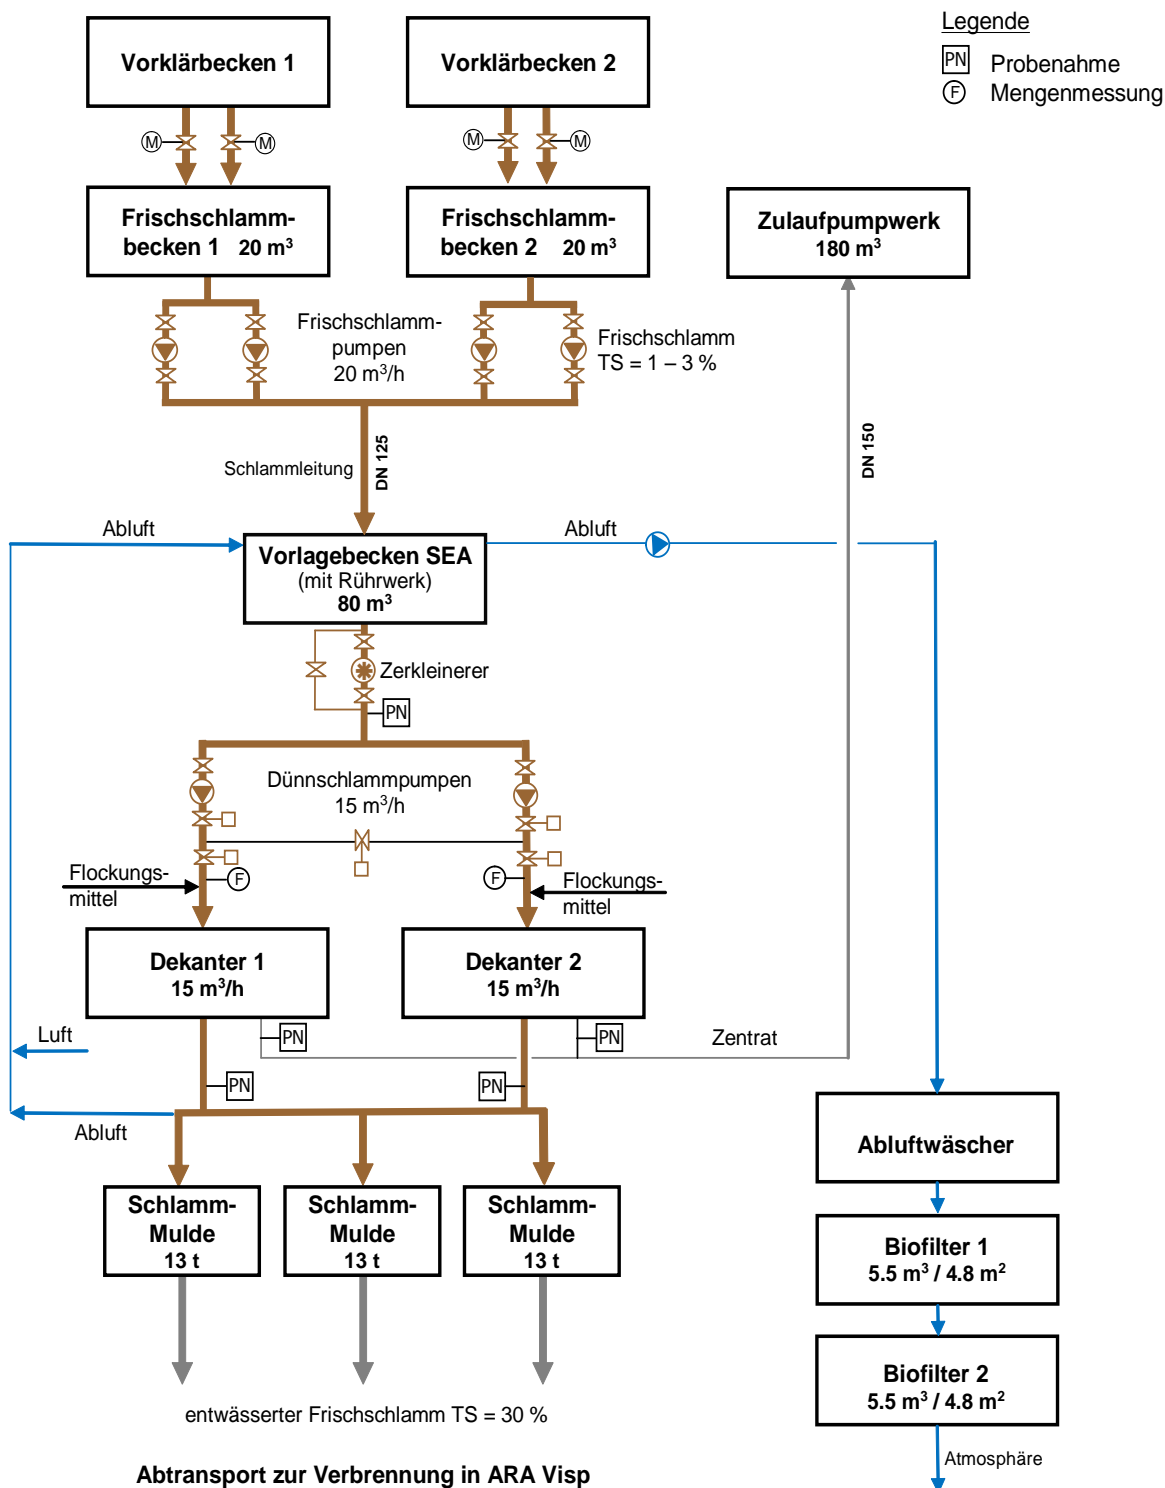 Legende
PN Probenahme
F Mengenmessung
Vorklärbecken 1
Vorklärbecken 2
M
M
M
M
Frischschlamm-
becken 1 20 m³
Frischschlamm-
becken 2 20 m³
Zulaufpumpwerk
180 m³
Frischschlamm-
pumpen
20 m³/h
Frischschlamm
TS = 1 – 3 %
Schlammleitung
DN 125
DN 150
Abluft
Abluft
Vorlagebecken SEA
(mit Rührwerk)
80 m³
Zerkleinerer
PN
Dünnschlammpumpen
15 m³/h
Flockungs-
mittel
F
F
Flockungs-
mittel
Dekanter 1
15 m³/h
Dekanter 2
15 m³/h
Luft
PN
PN
Zentrat
PN
PN
Abluft
Abluftwäscher
Schlamm-
Mulde
13 t
Schlamm-
Mulde
13 t
Schlamm-
Mulde
13 t
Biofilter 1
5.5 m³ / 4.8 m²
Biofilter 2
5.5 m³ / 4.8 m²
entwässerter Frischschlamm TS = 30 %
Atmosphäre
Abtransport zur Verbrennung in ARA Visp